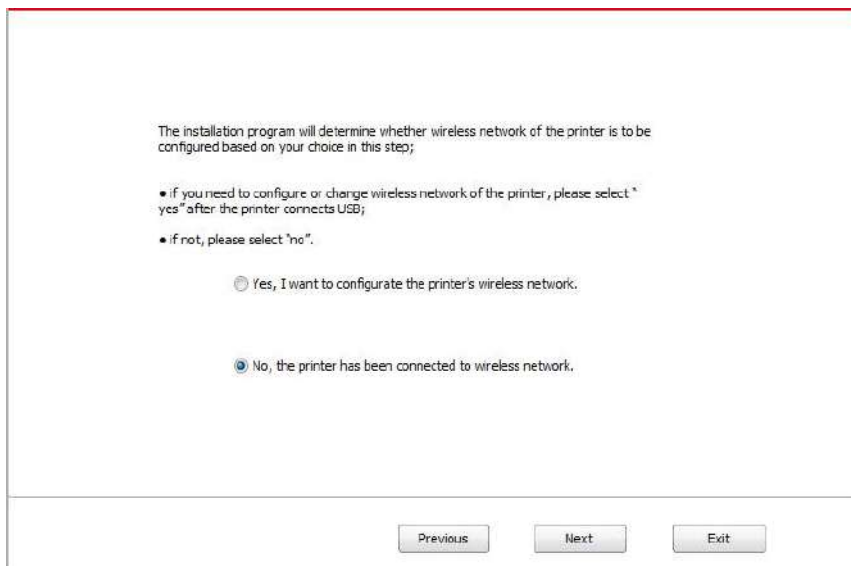 The installation program will determine whether wireless network of the printer is to be
configured based on your choice in this step;
● if you need to configure or change wireless network of the printer, please select "
yes" after the printer connects USB;
● if not, please select "no".
Yes, I want to configurate the printer's wireless network.
No, the printer has been connected to wireless network.
Previous Next Exit